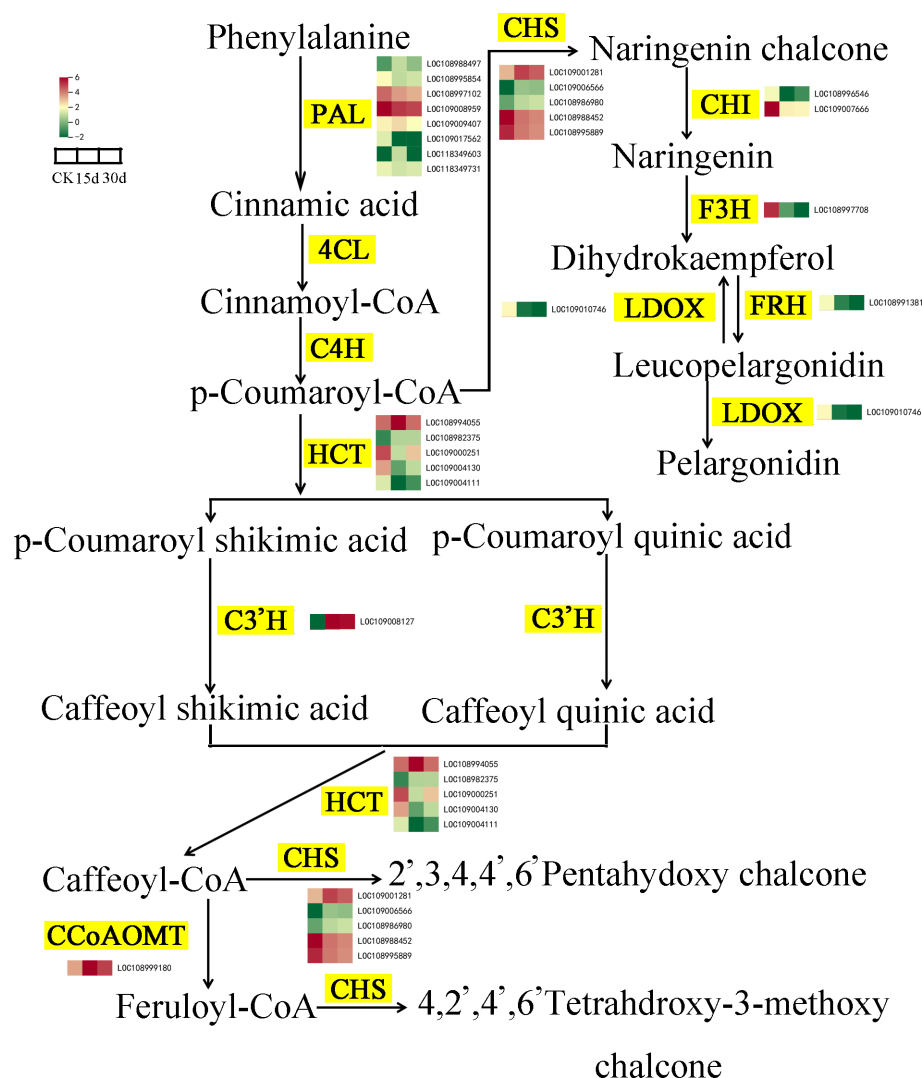 Phenylalanine
CHS
Naringenin chalcone
6
4
2
0
-2
CK 15d 30d
PAL
LOC108988497
LOC108995854
LOC108997102
LOC109008959
LOC109009407
LOC109017562
LOC118349603
LOC118349731
LOC109001281
LOC109006566
LOC108986980
LOC108988452
LOC108995889
CHI
LOC108996546
LOC109007666
Naringenin
Cinnamic acid
F3H
LOC108997708
4CL
Dihydrokaempferol
Cinnamoyl-CoA
LOC109010746
LDOX
FRH
LOC108991381
C4H
Leucopelargonidin
p-Coumaroyl-CoA
LDOX
LOC109010746
HCT
LOC108994055
LOC108982375
LOC109000251
LOC109004130
LOC109004111
Pelargonidin
p-Coumaroyl shikimic acid
p-Coumaroyl quinic acid
C3’H
LOC109008127
C3’H
Caffeoyl shikimic acid
Caffeoyl quinic acid
HCT
LOC108994055
LOC108982375
LOC109000251
LOC109004130
LOC109004111
Caffeoyl-CoA
CHS
2’,3,4,4’,6’Pentahydoxy chalcone
LOC109001281
LOC109006566
LOC108986980
LOC108988452
LOC108995889
CCoAOMT
LOC108999180
Feruloyl-CoA
CHS
4,2’,4’,6’Tetrahdroxy-3-methoxy
chalcone